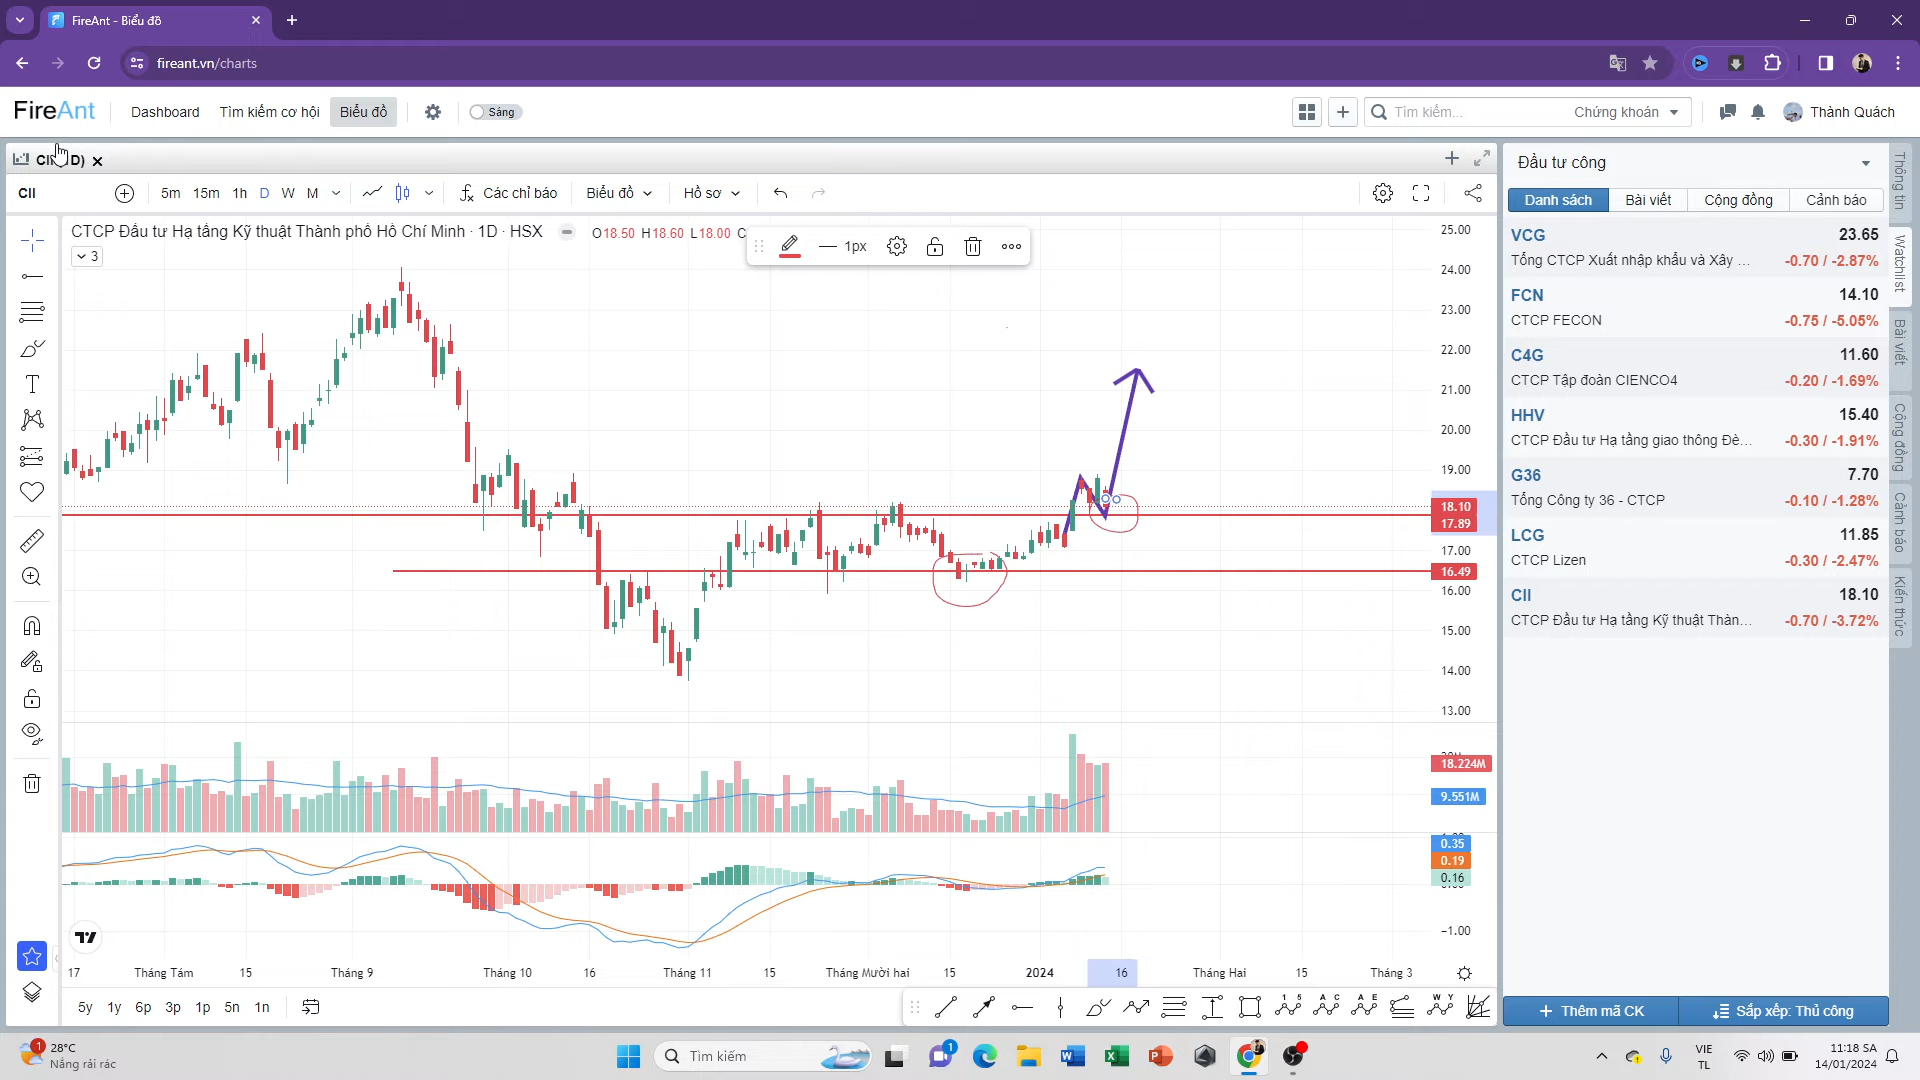 FireAnt - Biểu đồ
fireant.vn/charts
FireAnt
Dashboard
Tìm kiếm cơ hội
Biểu đồ
Sáng
Tìm kiếm...
Chứng khoán
Thành Quách
D)
CII
5m
15m
1h
D
W
M
Các chỉ báo
Biểu đồ
Hồ sơ
CTCP Đầu tư Hạ tầng Kỹ thuật Thành phố Hồ Chí Minh · 1D · HSX
O18.50 H18.60 L18.00 C
1px
3
25.00
24.00
23.00
22.00
21.00
20.00
19.00
18.10
17.89
17.00
16.49
16.00
15.00
14.00
13.00
18.224M
9.551M
0.35
0.19
0.16
−1.00
17
Tháng Tám
15
Tháng 9
Tháng 10
16
Tháng 11
15
Tháng Mười hai
15
2024
16
Tháng Hai
15
Tháng 3
5y
1y
6p
3p
1p
5n
1n
Đầu tư công
Danh sách
Bài viết
Cộng đồng
Cảnh báo
VCG 23.65
Tổng CTCP Xuất nhập khẩu và Xây ... -0.70 / -2.87%
FCN 14.10
CTCP FECON -0.75 / -5.05%
C4G 11.60
CTCP Tập đoàn CIENCO4 -0.20 / -1.69%
HHV 15.40
CTCP Đầu tư Hạ tầng giao thông Đè... -0.30 / -1.91%
G36 7.70
Tổng Công ty 36 - CTCP -0.10 / -1.28%
LCG 11.85
CTCP Lizen -0.30 / -2.47%
CII 18.10
CTCP Đầu tư Hạ tầng Kỹ thuật Thàn... -0.70 / -3.72%
Thêm mã CK
Sắp xếp: Thủ công
Thông tin
Watchlist
Bài viết
Cộng đồng
Cảnh báo
Kiến thức
1
28°C
Nắng rải rác
Tìm kiếm
1
VIE
TL
11:18 SA
14/01/2024